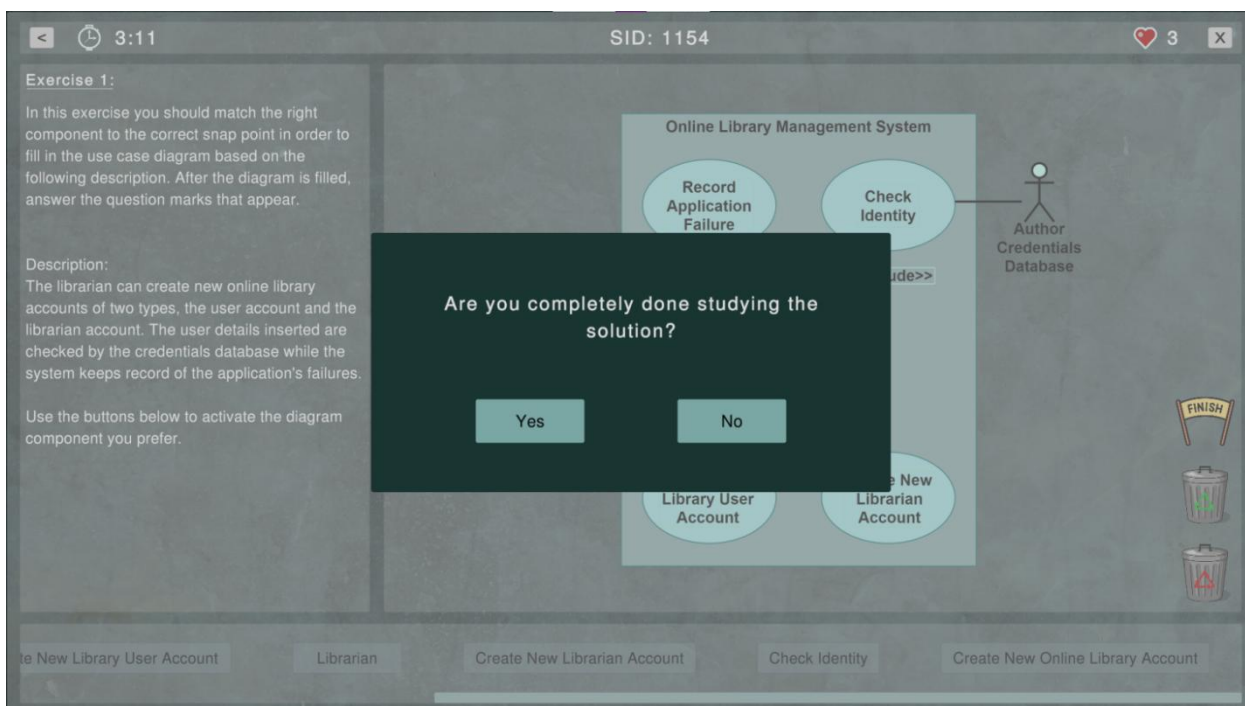 <
3:11
SID: 1154
3
X
Exercise 1:
In this exercise you should match the right
component to the correct snap point in order to
fill in the use case diagram based on the
following description. After the diagram is filled,
answer the question marks that appear.
Description:
The librarian can create new online library
accounts of two types, the user account and the
librarian account. The user details inserted are
checked by the credentials database while the
system keeps record of the application's failures.
Use the buttons below to activate the diagram
component you prefer.
Online Library Management System
Record
Application
Failure
Check
Identity
Author
Credentials
Database
ude>>
Are you completely done studying the
solution?
Yes
No
Library User
Account
e New
Librarian
Account
FINISH
te New Library User Account
Librarian
Create New Librarian Account
Check Identity
Create New Online Library Account